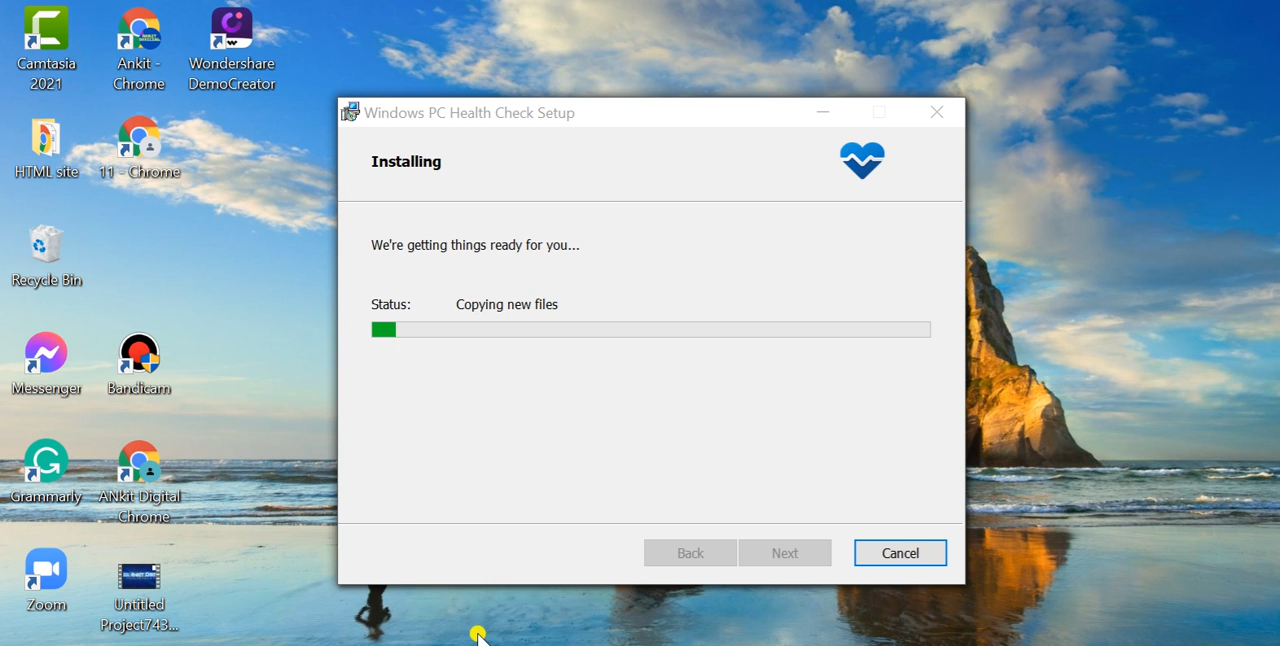 Camtasia
2021
Ankit -
Chrome
Wondershare
DemoCreator
HTML site
11 - Chrome
Recycle Bin
Messenger
Bandicam
Grammarly
ANkit Digital
Chrome
Zoom
Untitled
Project743...
Windows PC Health Check Setup
Installing
We're getting things ready for you...
Status: Copying new files
Back
Next
Cancel